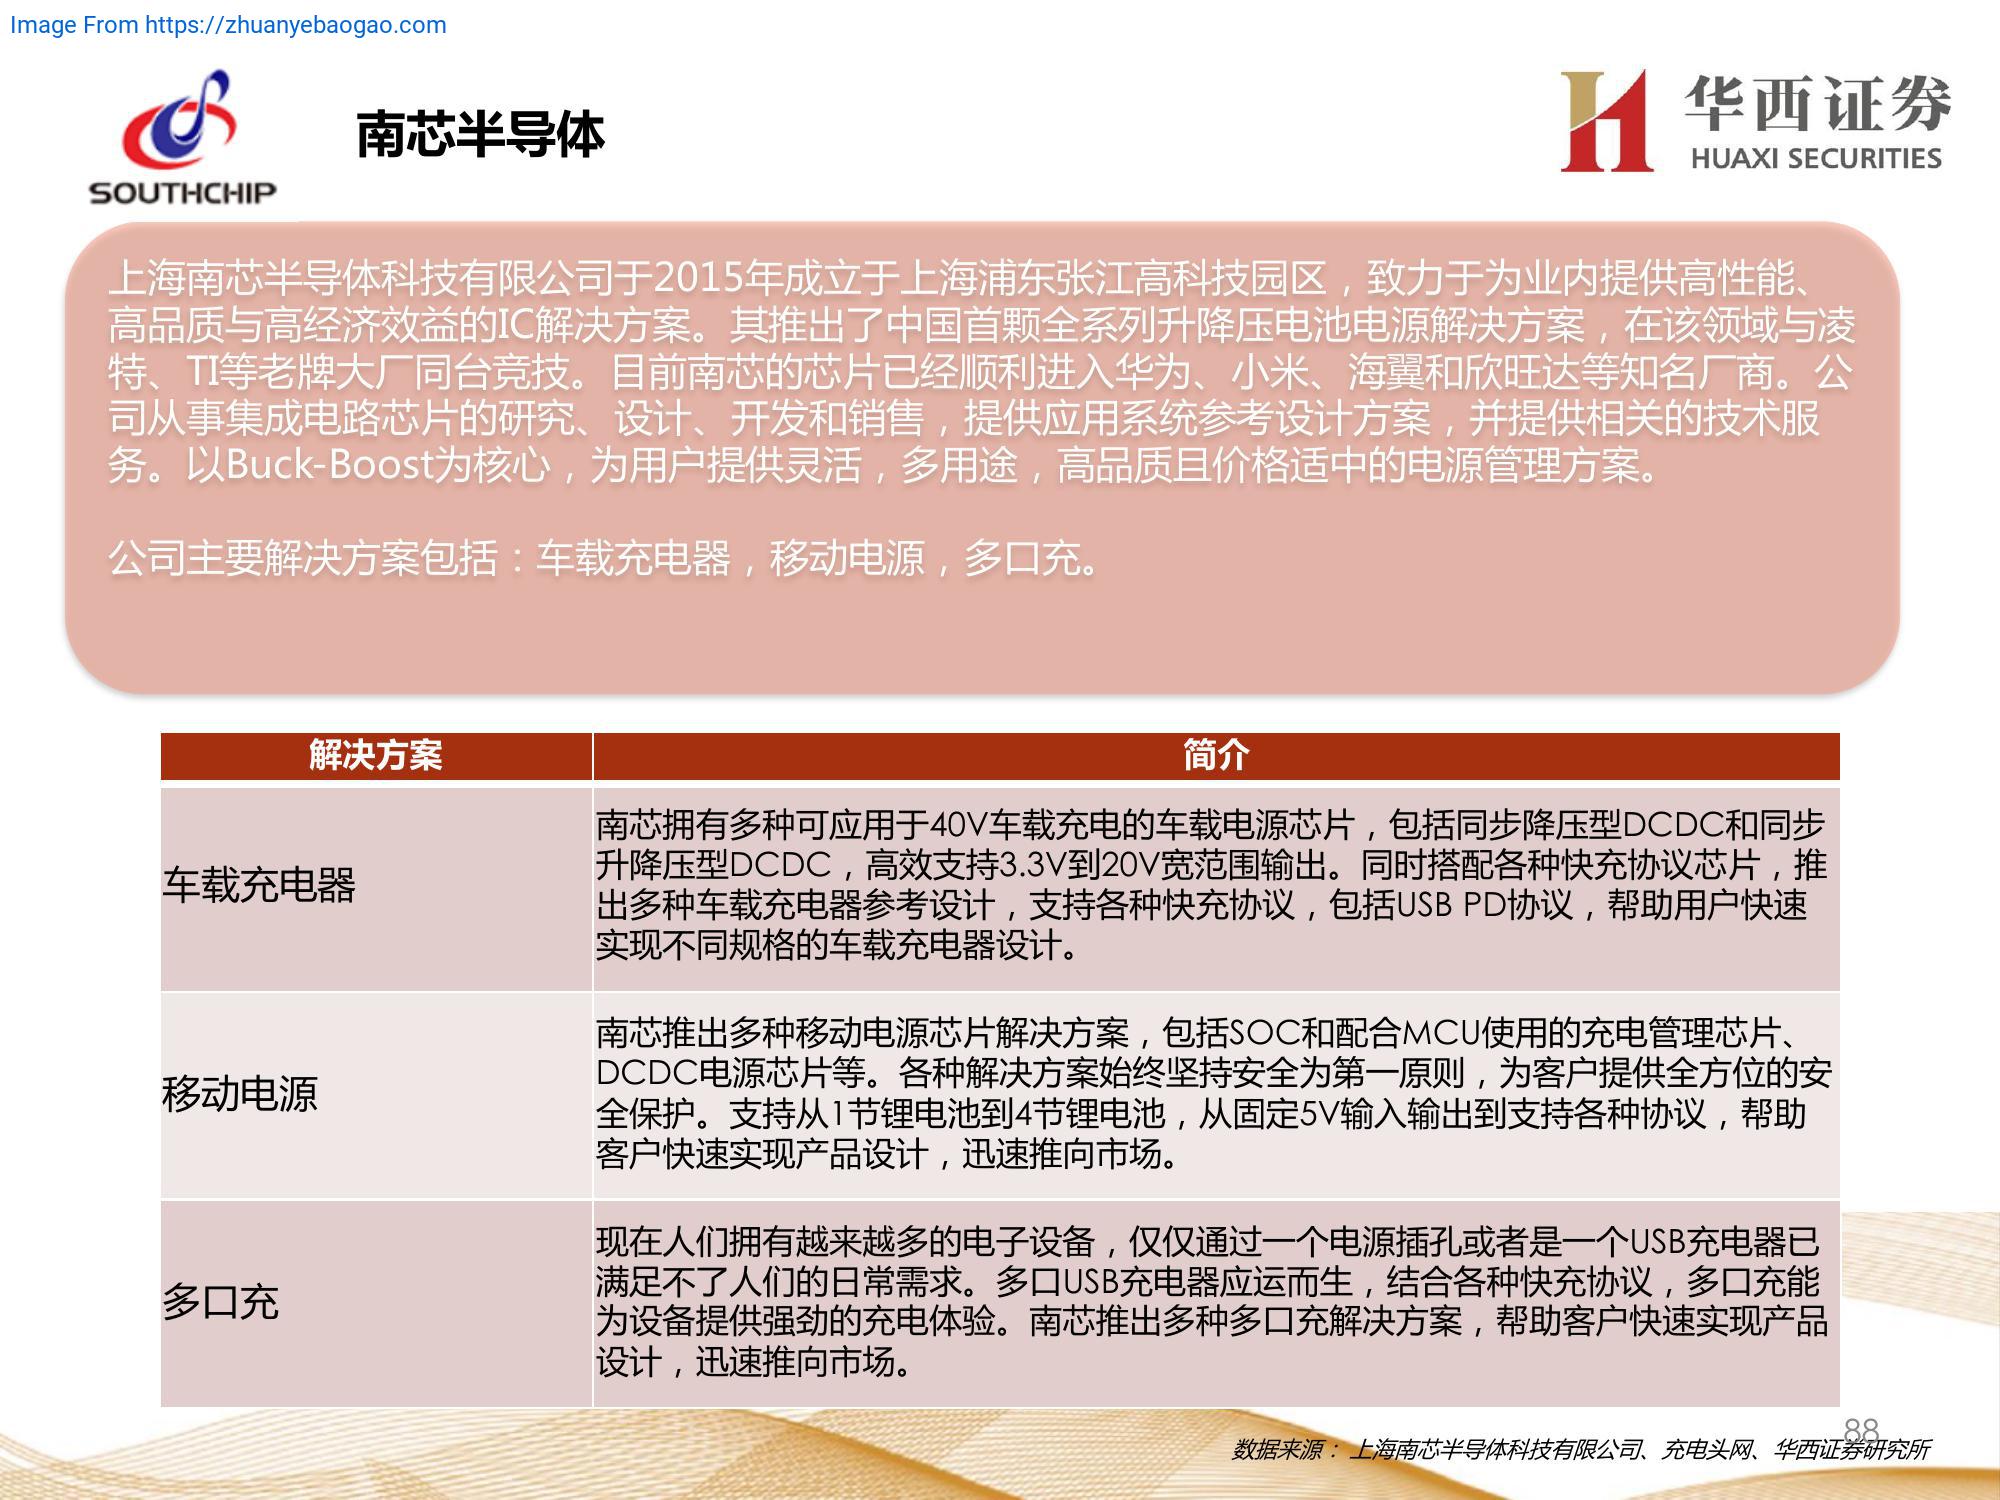 Image From https://zhuanyebaogao.com
SOUTHCHIP
南芯半导体
华西证券
HUAXI SECURITIES
上海南芯半导体科技有限公司于2015年成立于上海浦东张江高科技园区，致力于为业内提供高性能、
高品质与高经济效益的IC解决方案。其推出了中国首颗全系列升降压电池电源解决方案，在该领域与凌
特、TI等老牌大厂同台竞技。目前南芯的芯片已经顺利进入华为、小米、海翼和欣旺达等知名厂商。公
司从事集成电路芯片的研究、设计、开发和销售，提供应用系统参考设计方案，并提供相关的技术服
务。以Buck-Boost为核心，为用户提供灵活，多用途，高品质且价格适中的电源管理方案。
公司主要解决方案包括：车载充电器，移动电源，多口充。
解决方案
简介
车载充电器
南芯拥有多种可应用于40V车载充电的车载电源芯片，包括同步降压型DCDC和同步
升降压型DCDC，高效支持3.3V到20V宽范围输出。同时搭配各种快充协议芯片，推
出多种车载充电器参考设计，支持各种快充协议，包括USB PD协议，帮助用户快速
实现不同规格的车载充电器设计。
移动电源
南芯推出多种移动电源芯片解决方案，包括SOC和配合MCU使用的充电管理芯片、
DCDC电源芯片等。各种解决方案始终坚持安全为第一原则，为客户提供全方位的安
全保护。支持从1节锂电池到4节锂电池，从固定5V输入输出到支持各种协议，帮助
客户快速实现产品设计，迅速推向市场。
多口充
现在人们拥有越来越多的电子设备，仅仅通过一个电源插孔或者是一个USB充电器已
满足不了人们的日常需求。多口USB充电器应运而生，结合各种快充协议，多口充能
为设备提供强劲的充电体验。南芯推出多种多口充解决方案，帮助客户快速实现产品
设计，迅速推向市场。
88
数据来源：上海南芯半导体科技有限公司、充电头网、华西证券研究所